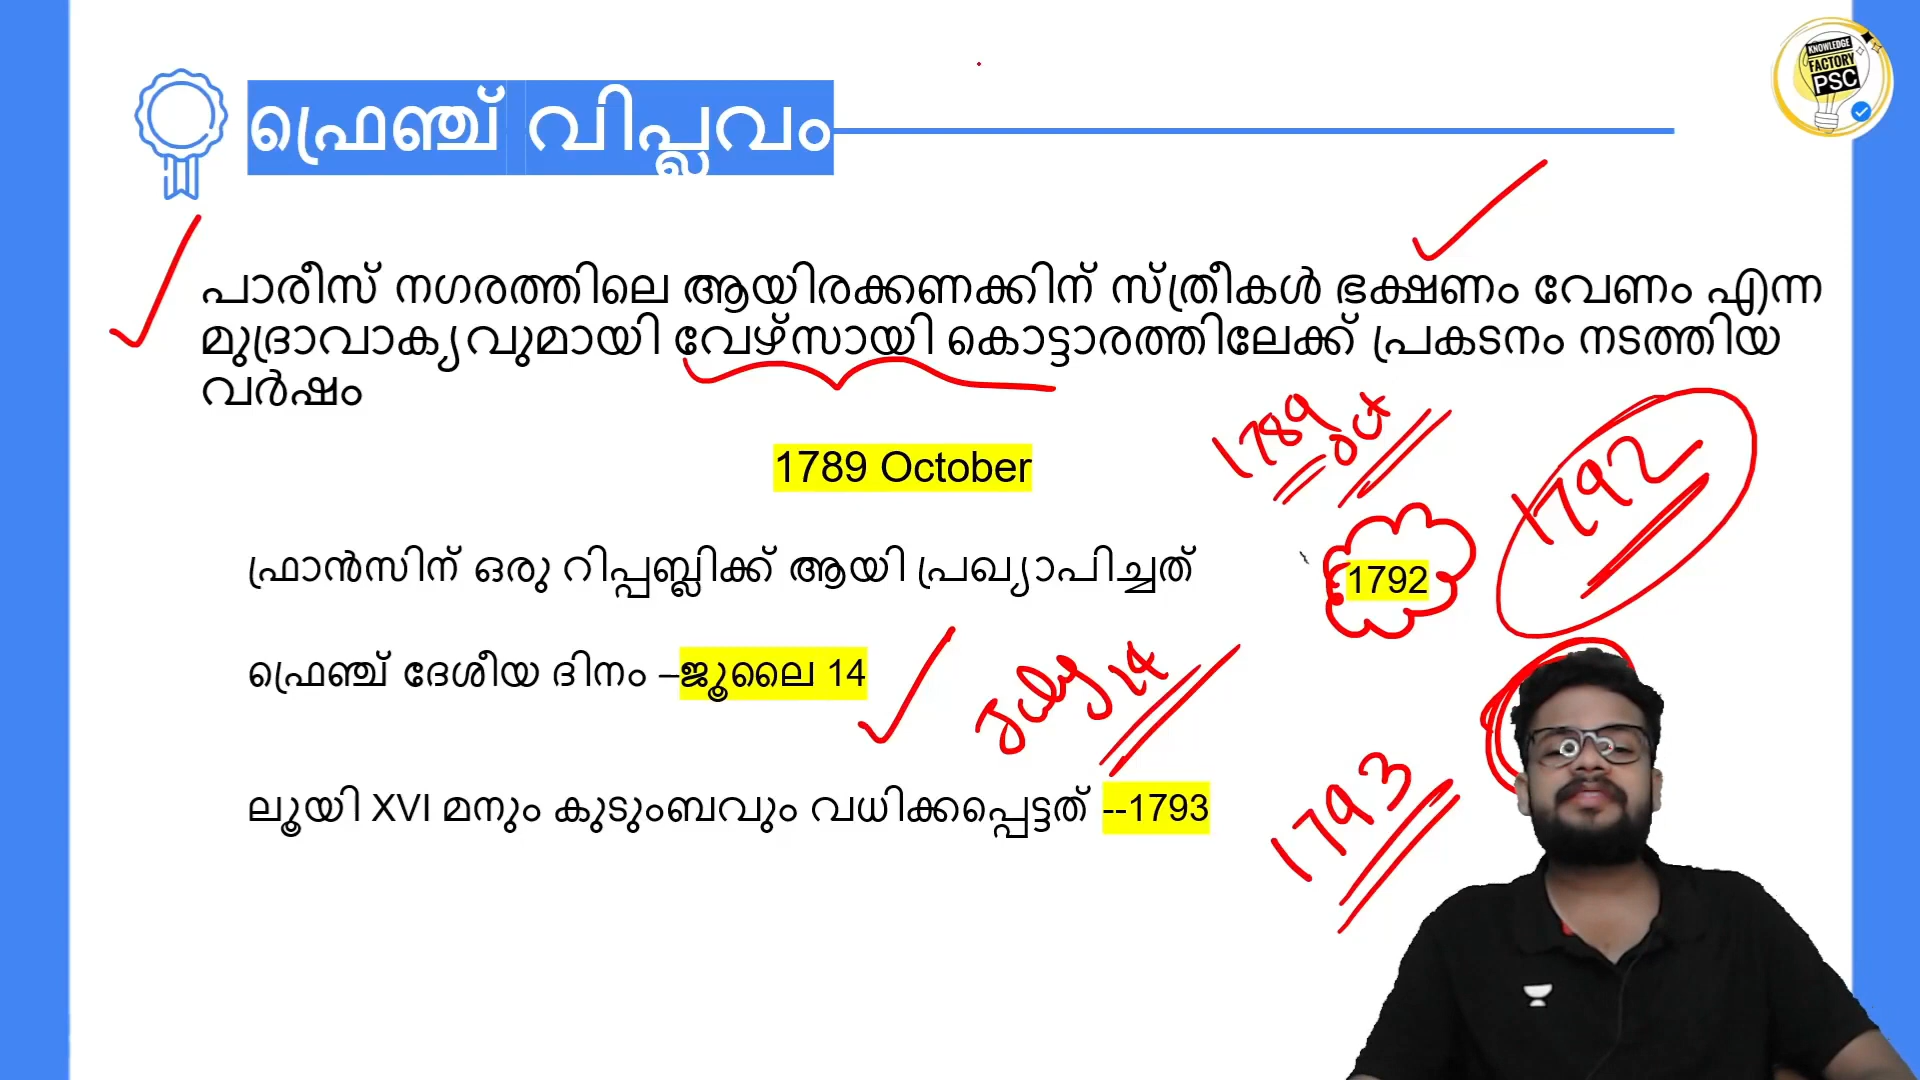 KNOWLEDGE
FACTORY
PSC
ഫ്രെഞ്ച് വിപ്ലവം
പാരീസ് നഗരത്തിലെ ആയിരക്കണക്കിന് സ്ത്രീകൾ ഭക്ഷണം വേണം എന്ന
മുദ്രാവാക്യവുമായി വേഴ്സായി കൊട്ടാരത്തിലേക്ക് പ്രകടനം നടത്തിയ
വർഷം
1789 oct
1792
1789 October
ഫ്രാൻസിന് ഒരു റിപ്പബ്ലിക്ക് ആയി പ്രഖ്യാപിച്ചത് 1792
ഫ്രെഞ്ച് ദേശീയ ദിനം –ജൂലൈ 14
July 14
ലൂയി XVI മനും കുടുംബവും വധിക്കപ്പെട്ടത് --1793
1793